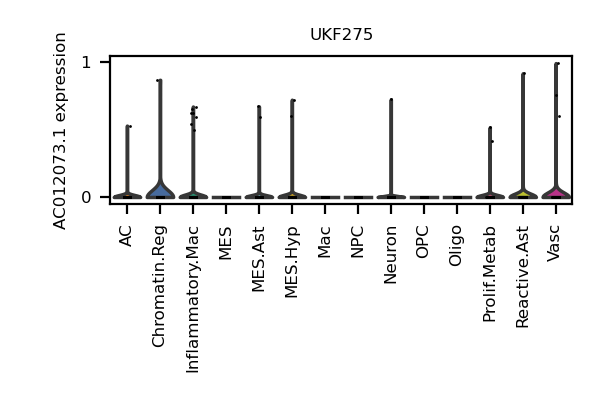 UKF275
AC012073.1 expression
1
0
AC
Chromatin.Reg
Inflammatory.Mac
MES
MES.Ast
MES.Hyp
Mac
NPC
Neuron
OPC
Oligo
Prolif.Metab
Reactive.Ast
Vasc